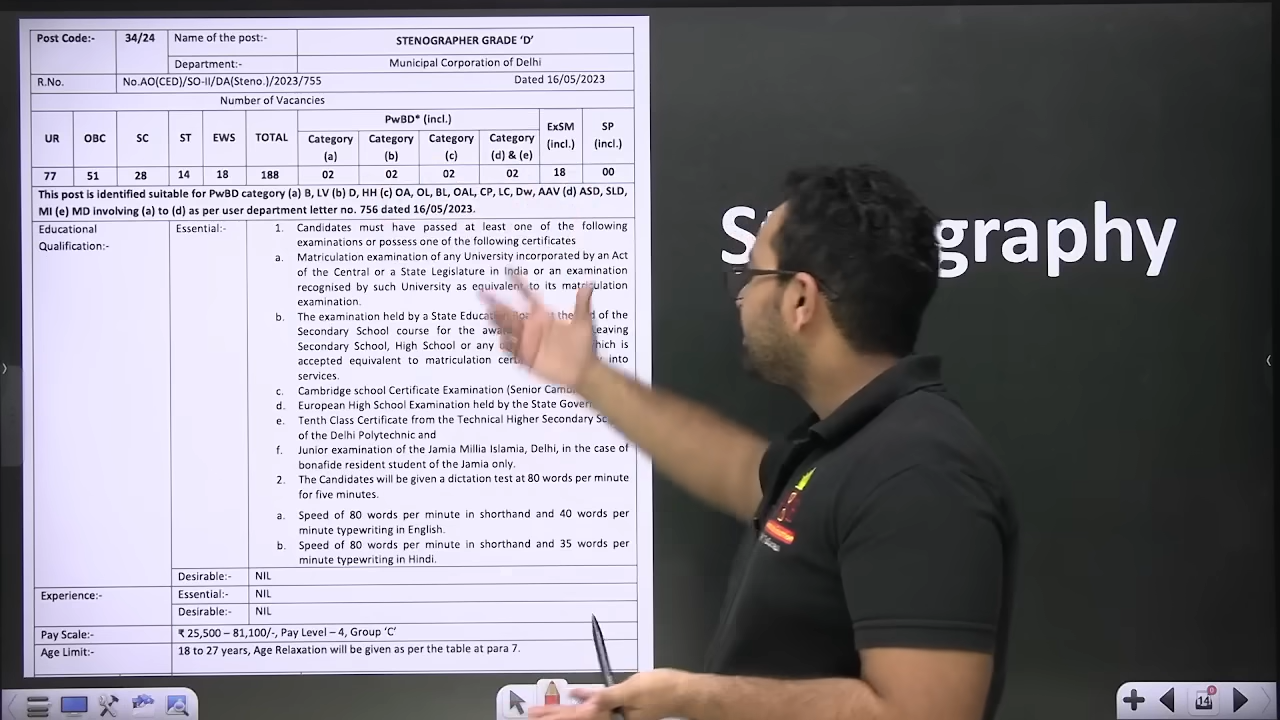 Post Code:- 34/24 Name of the post:- STENOGRAPHER GRADE ‘D’
Department:- Municipal Corporation of Delhi
R.No. No.AO(CED)/SO-II/DA(Steno.)/2023/755 Dated 16/05/2023
Number of Vacancies
UR OBC SC ST EWS TOTAL PwBD* (incl.) ExSM (incl.) SP (incl.)
Category (a) Category (b) Category (c) Category (d) & (e)
77 51 28 14 18 188 02 02 02 02 18 00
This post is identified suitable for PwBD category (a) B, LV (b) D, HH (c) OA, OL, BL, OAL, CP, LC, Dw, AAV (d) ASD, SLD,
MI (e) MD involving (a) to (d) as per user department letter no. 756 dated 16/05/2023.
Educational Qualification:- Essential:- 1. Candidates must have passed at least one of the following
examinations or possess one of the following certificates
a. Matriculation examination of any University incorporated by an Act
of the Central or a State Legislature in India or an examination
recognised by such University as equivalent to its matriculation
examination.
b. The examination held by a State the of the
Secondary School course for the Leaving
Secondary School, High School or any is
accepted equivalent to matriculation into
services.
c. Cambridge school Certificate Examination (Senior
d. European High School Examination held by the State
e. Tenth Class Certificate from the Technical Higher Secondary
of the Delhi Polytechnic and
f. Junior examination of the Jamia Millia Islamia, Delhi, in the case of
bonafide resident student of the Jamia only.
2. The Candidates will be given a dictation test at 80 words per minute
for five minutes.
a. Speed of 80 words per minute in shorthand and 40 words per
minute typewriting in English.
b. Speed of 80 words per minute in shorthand and 35 words per
minute typewriting in Hindi.
Desirable:- NIL
Experience:- Essential:- NIL
Desirable:- NIL
Pay Scale:- ₹ 25,500 – 81,100/-, Pay Level – 4, Group ‘C’
Age Limit:- 18 to 27 years, Age Relaxation will be given as per the table at para 7.
14